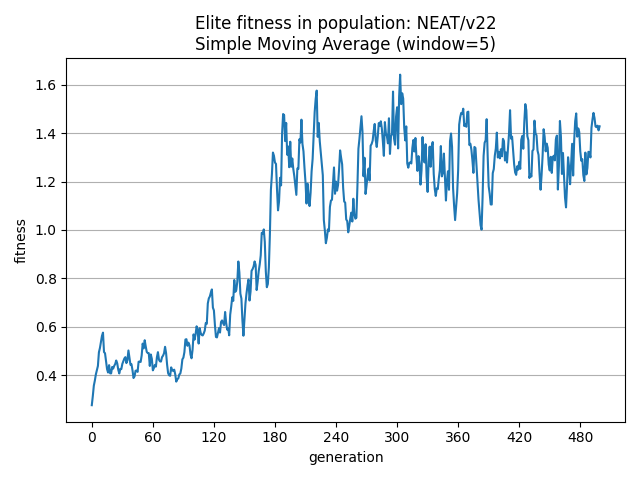 Elite fitness in population: NEAT/v22
Simple Moving Average (window=5)
1.6
1.4
1.2
1.0
0.8
0.6
0.4
fitness
0 60 120 180 240 300 360 420 480
generation